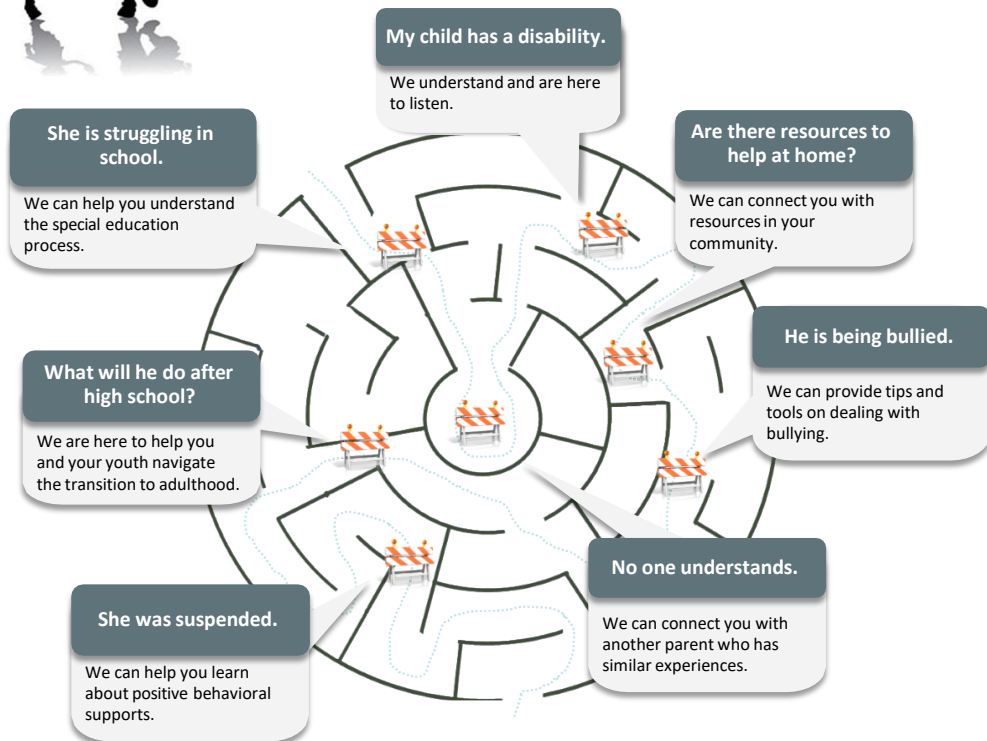 My child has a disability.
We understand and are here
to listen.
She is struggling in
school.
We can help you understand
the special education
process.
Are there resources to
help at home?
We can connect you with
resources in your
community.
He is being bullied.
We can provide tips and
tools on dealing with
bullying.
What will he do after
high school?
We are here to help you
and your youth navigate
the transition to adulthood.
No one understands.
We can connect you with
another parent who has
similar experiences.
She was suspended.
We can help you learn
about positive behavioral
supports.